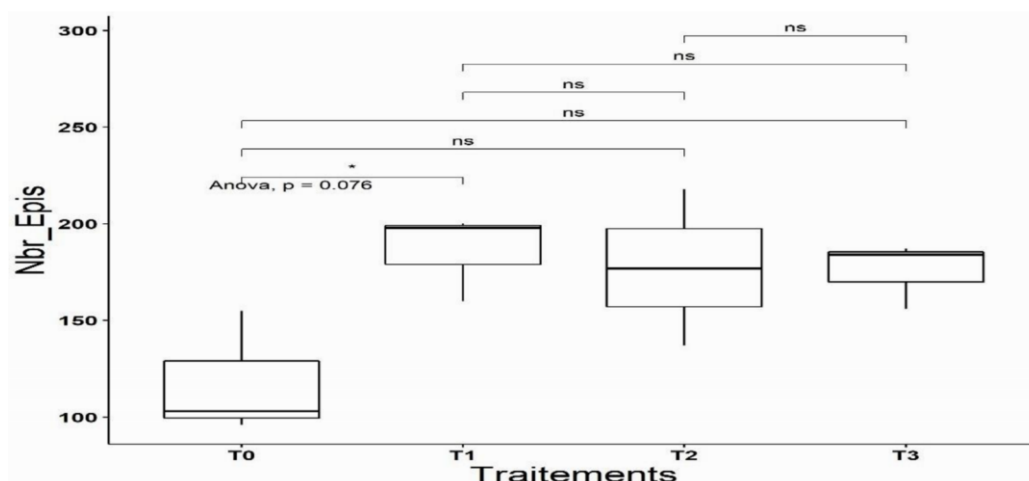 300
ns
ns
ns
250
ns
ns
*
Anova, p = 0.076
200
150
100
Nbr_Epis
T0 T1 T2 T3
Traitements